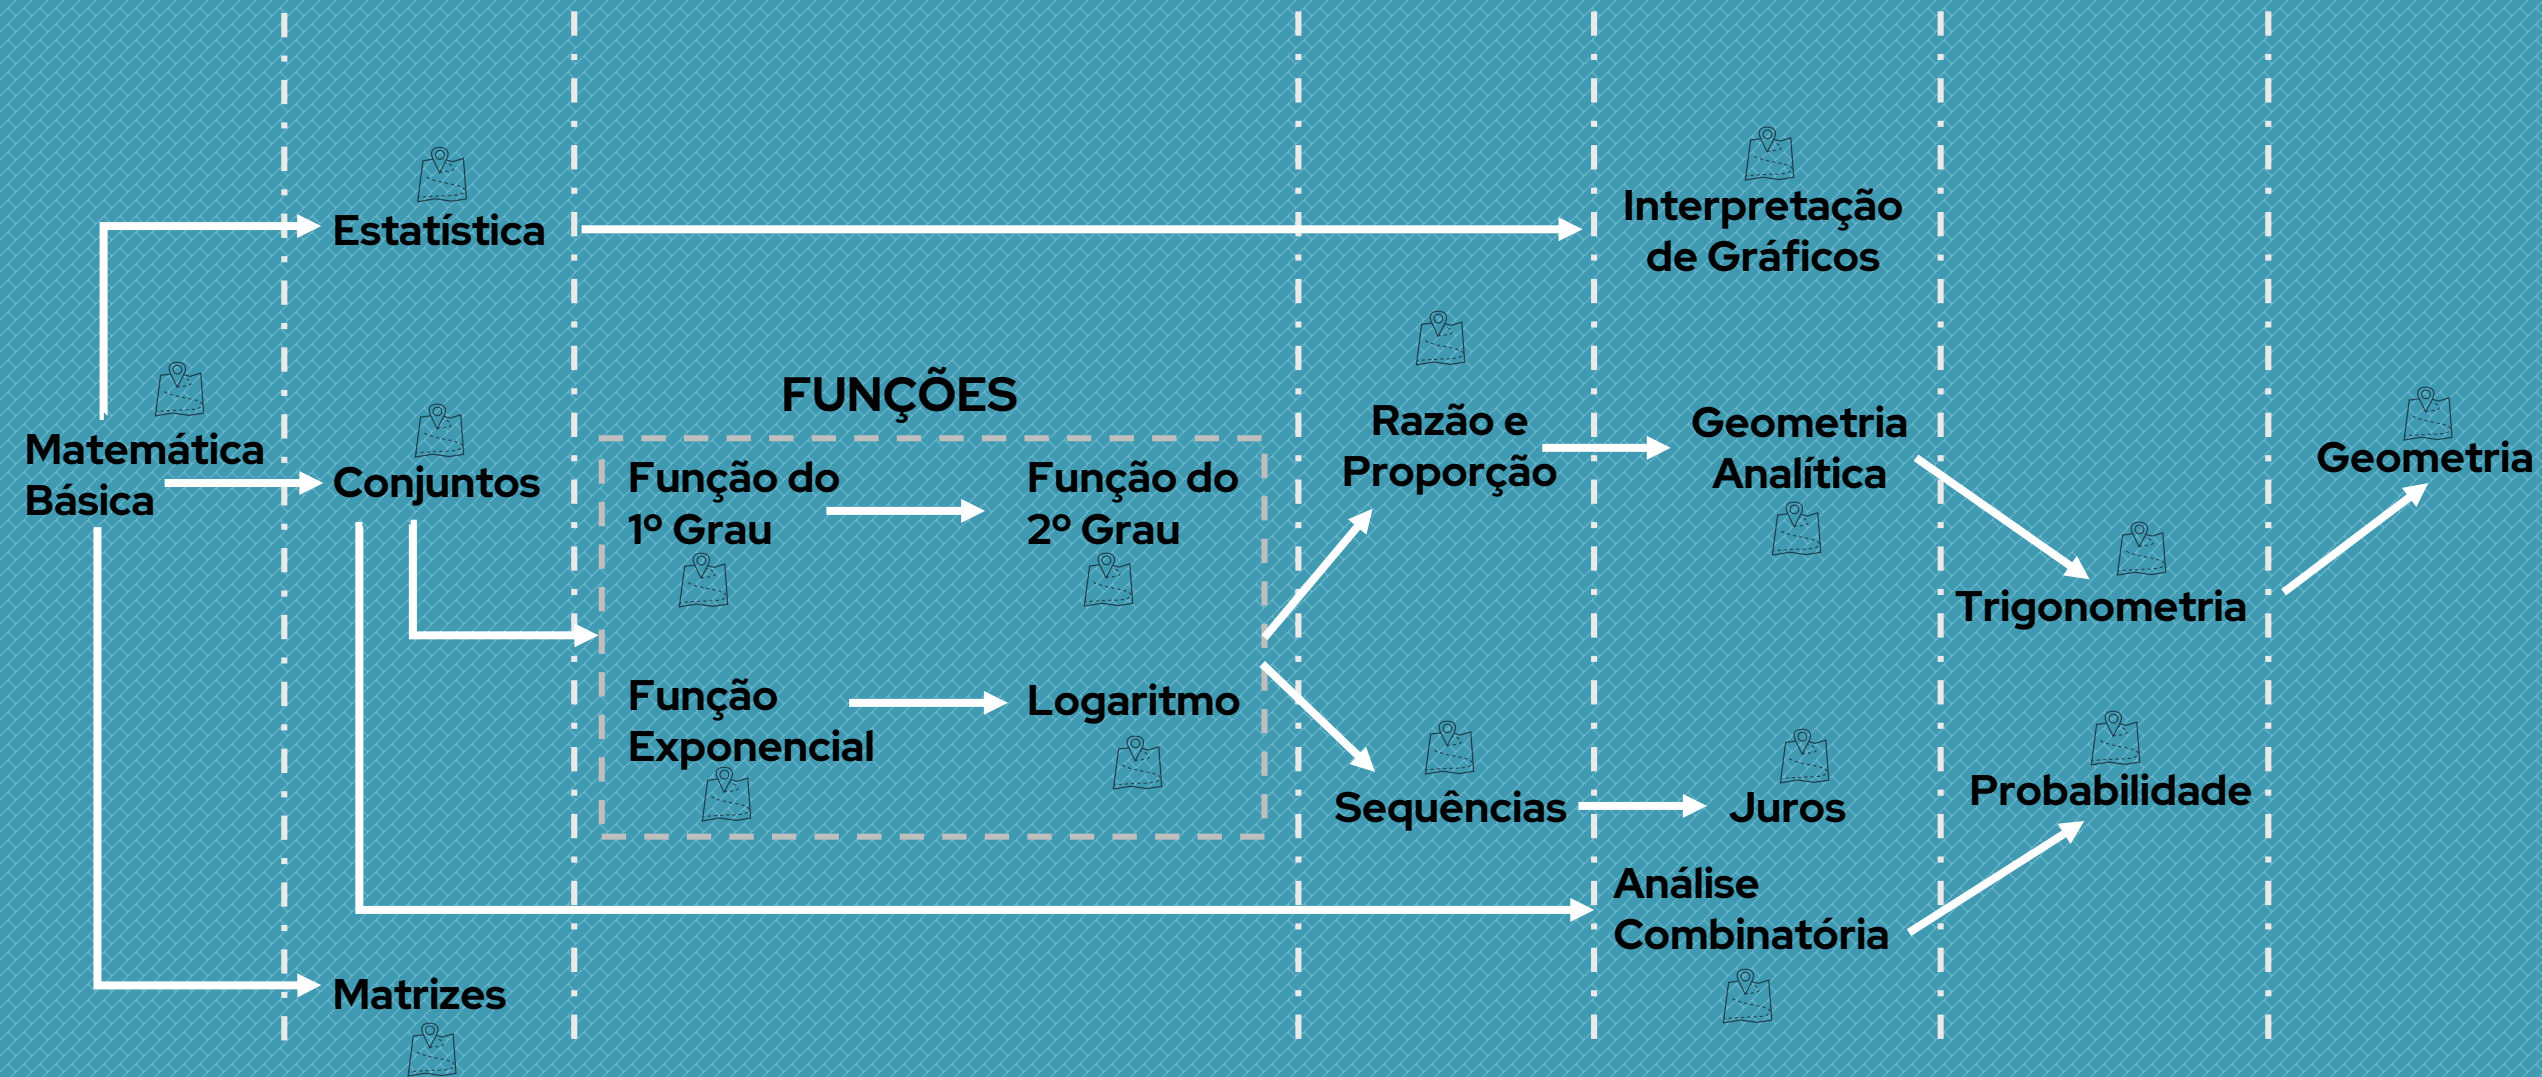 Matemática
Básica
Estatística
Conjuntos
Matrizes
FUNÇÕES
Função do
1º Grau
Função do
2º Grau
Função
Exponencial
Logaritmo
Razão e
Proporção
Sequências
Interpretação
de Gráficos
Geometria
Analítica
Juros
Análise
Combinatória
Trigonometria
Probabilidade
Geometria